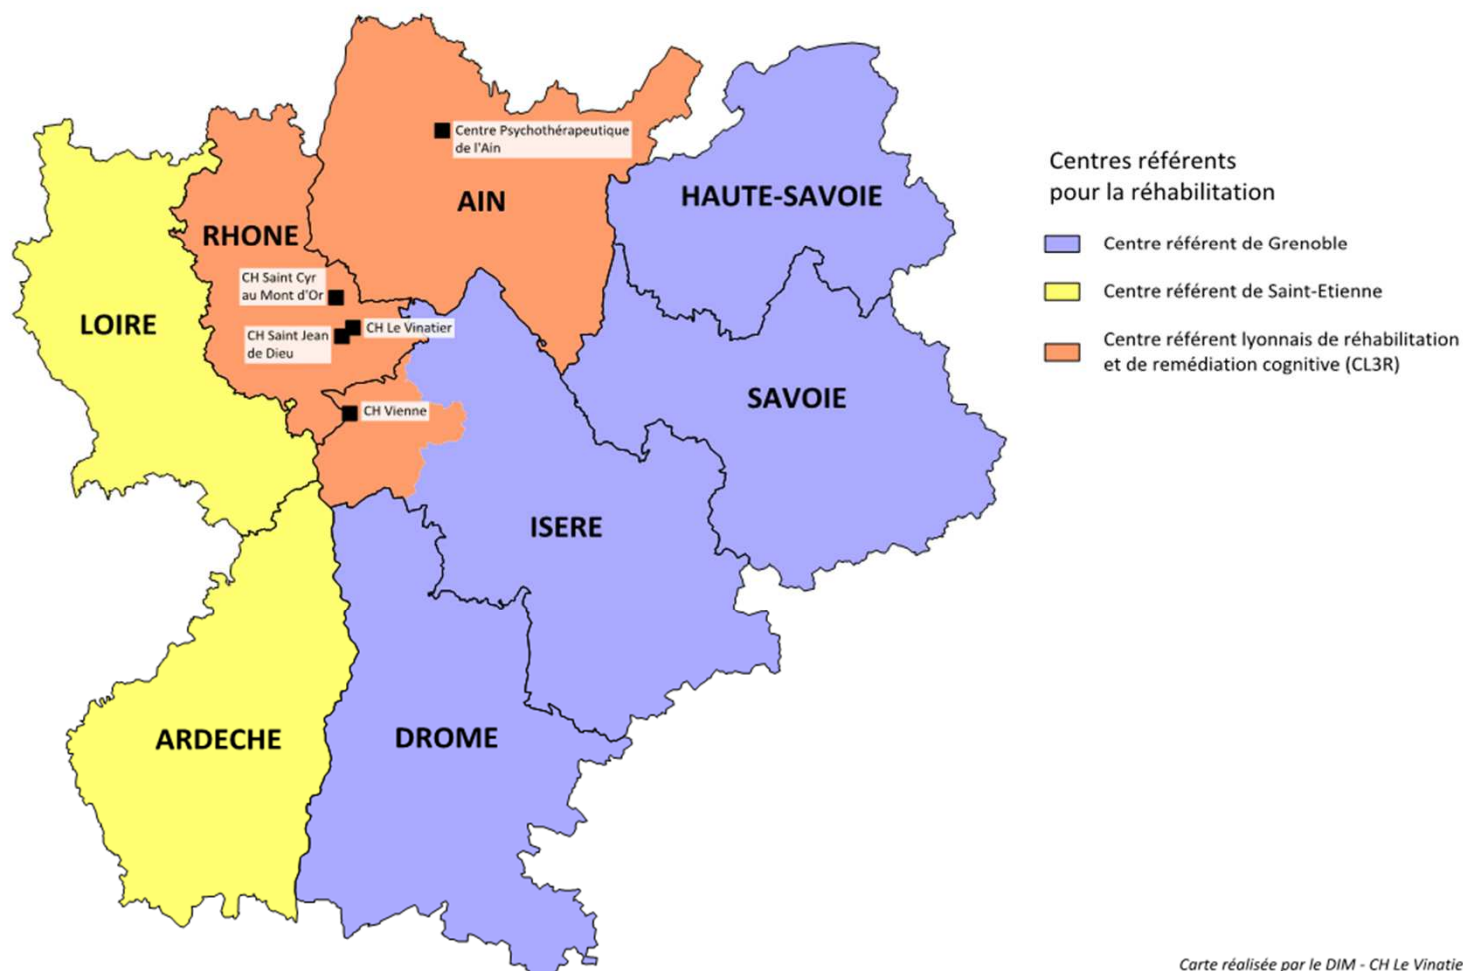 Centre Psychothérapeutique
de l'Ain
AIN
HAUTE-SAVOIE
RHONE
CH Saint Cyr
au Mont d'Or
CH Le Vinatier
CH Saint Jean
de Dieu
LOIRE
CH Vienne
SAVOIE
ISERE
ARDECHE
DROME
Centres référents
pour la réhabilitation
Centre référent de Grenoble
Centre référent de Saint-Etienne
Centre référent lyonnais de réhabilitation
et de remédiation cognitive (CL3R)
Carte réalisée par le DIM - CH Le Vinatie